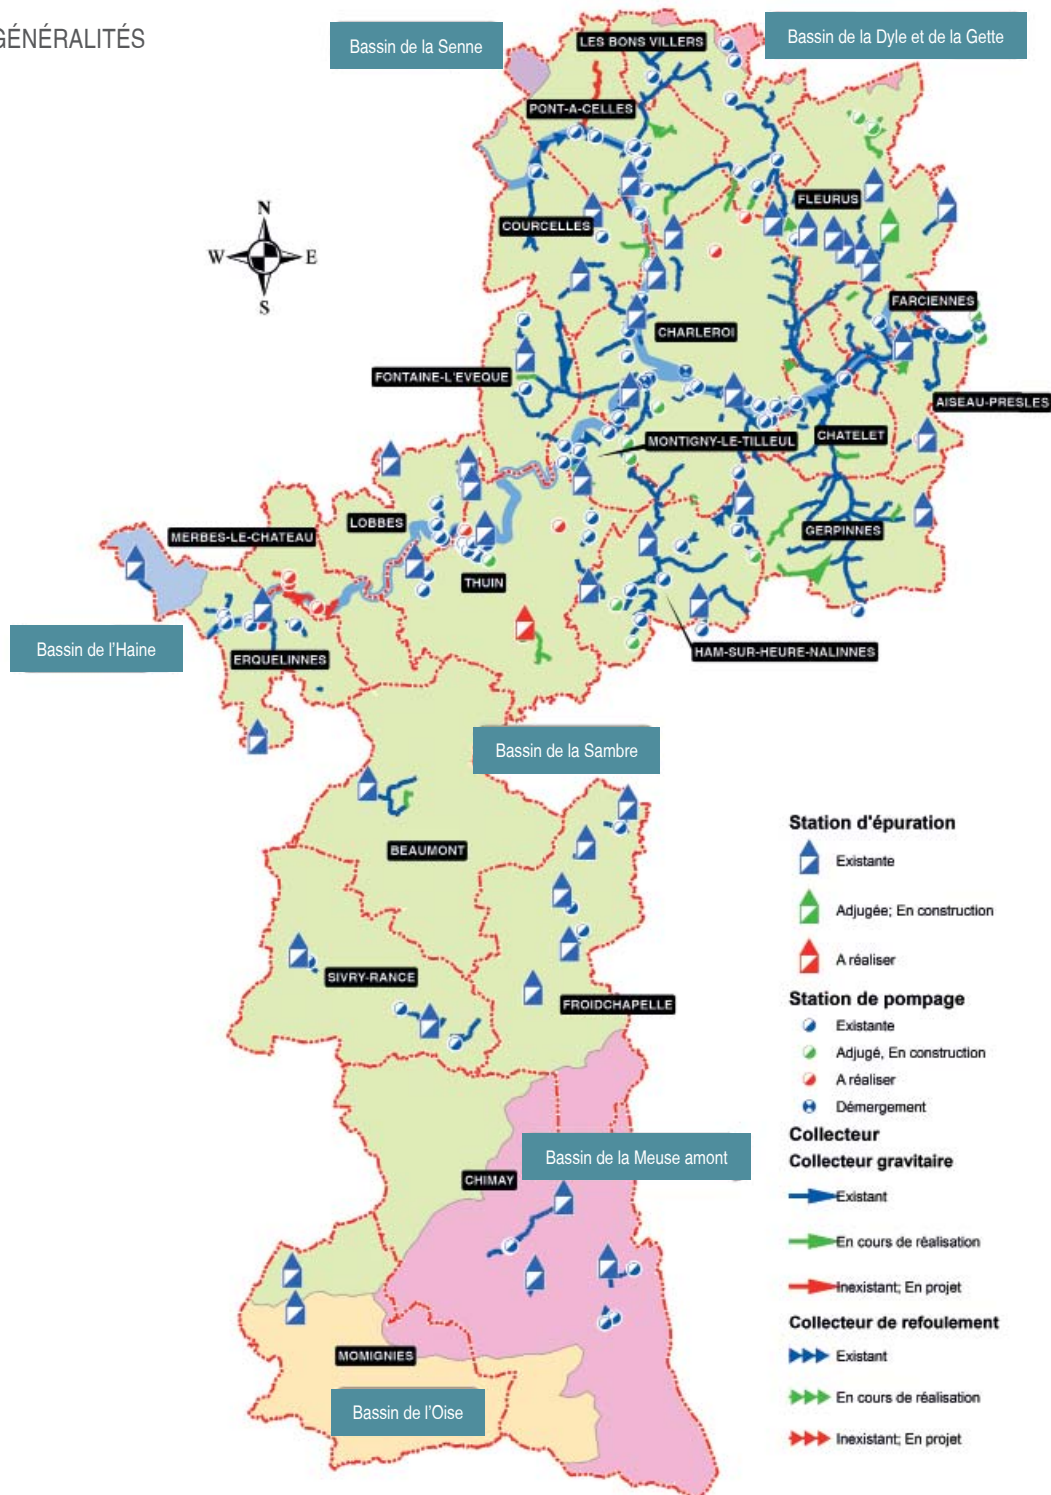 GÉNÉRALITÉS
Bassin de la Senne
LES BONS VILLERS
Bassin de la Dyle et de la Gette
PONT-A-CELLES
FLEURUS
COURCELLES
N
W
E
S
FARCIENNES
CHARLEROI
FONTAINE-L'EVEQUE
AISEAU-PRESLES
MONTIGNY-LE-TILLEUL
CHATELET
LOBBES
MERBES-LE-CHATEAU
GERPINNES
THUIN
Bassin de l'Haine
ERQUELINNES
HAM-SUR-HEURE-NALINNES
Bassin de la Sambre
BEAUMONT
SIVRY-RANCE
FROIDCHAPELLE
Bassin de la Meuse amont
CHIMAY
MOMIGNIES
Bassin de l'Oise
Station d'épuration
Existante
Adjugée; En construction
A réaliser
Station de pompage
Existante
Adjugé, En construction
A réaliser
Démergement
Collecteur
Collecteur gravitaire
Existant
En cours de réalisation
Inexistant; En projet
Collecteur de refoulement
Existant
En cours de réalisation
Inexistant; En projet